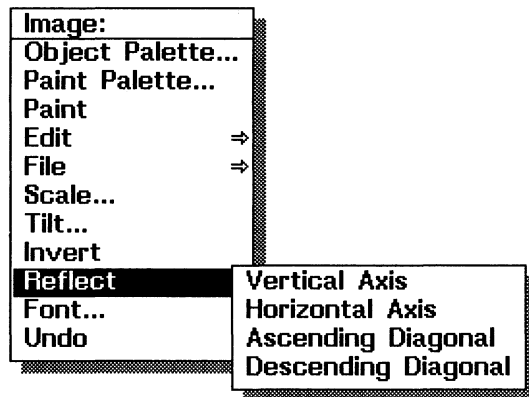 Image:
Object Palette...
Paint Palette...
Paint
Edit ⇒
File ⇒
Scale...
Tilt...
Invert
Reflect
Font...
Undo
Vertical Axis
Horizontal Axis
Ascending Diagonal
Descending Diagonal